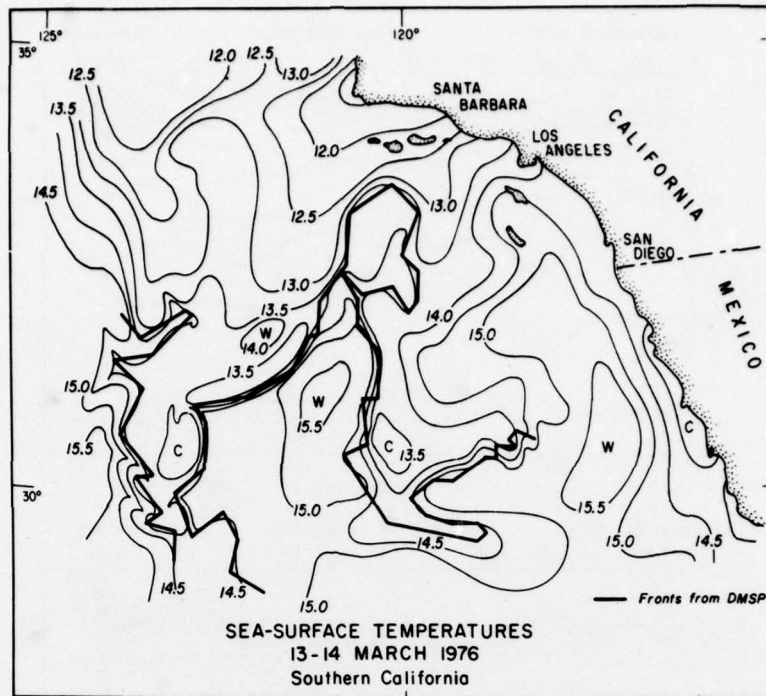 125°
120°
35°
12.0
12.5
13.0
12.5
13.5
14.5
SANTA
BARBARA
LOS
ANGELES
CALIFORNIA
12.0
12.5
13.0
SAN
DIEGO
MEXICO
13.0
13.5
14.0
15.0
W
14.0
13.5
15.0
W
15.5
15.5
C
C
13.5
W
C
30°
15.5
15.0
14.5
15.0
14.5
14.5
14.5
15.0
Fronts from DMSP
SEA-SURFACE TEMPERATURES
13-14 MARCH 1976
Southern California